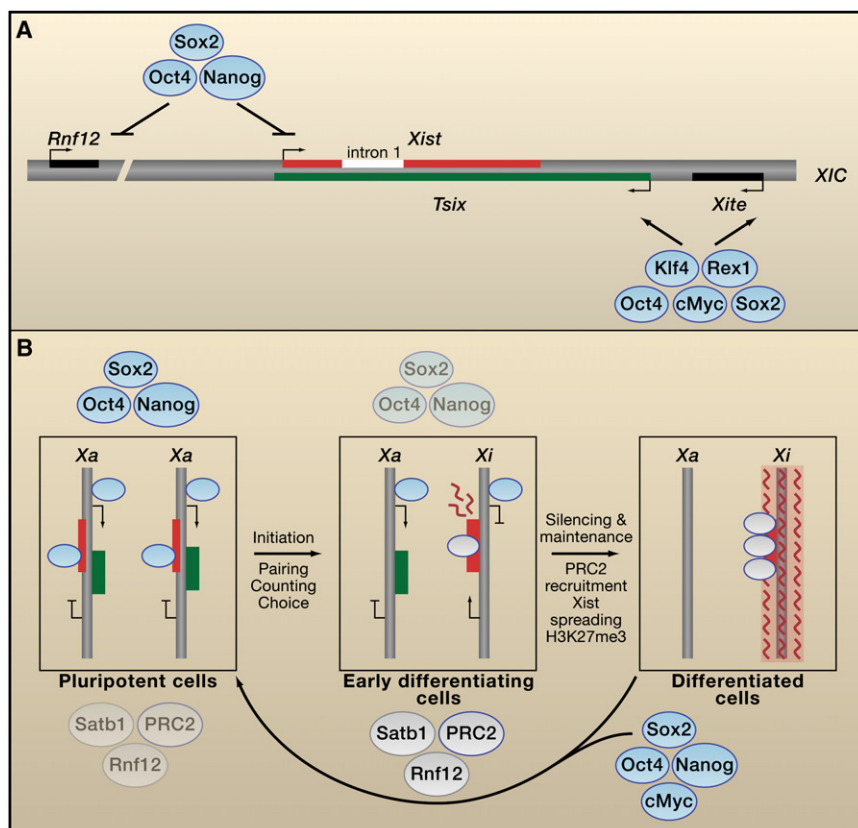 A
Sox2
Oct4
Nanog
Rnf12
Xist
intron 1
XIC
Tsix
Xite
Klf4
Rex1
Oct4
cMyc
Sox2
B
Sox2
Oct4
Nanog
Sox2
Oct4
Nanog
Xa
Xa
Initiation
Pairing
Counting
Choice
Xa
Xi
Silencing &
maintenance
PRC2
recruitment
Xist
spreading
H3K27me3
Xa
Xi
Pluripotent cells
Early differentiating
cells
Differentiated
cells
Satb1
PRC2
Rnf12
Satb1
PRC2
Rnf12
Sox2
Oct4
Nanog
cMyc